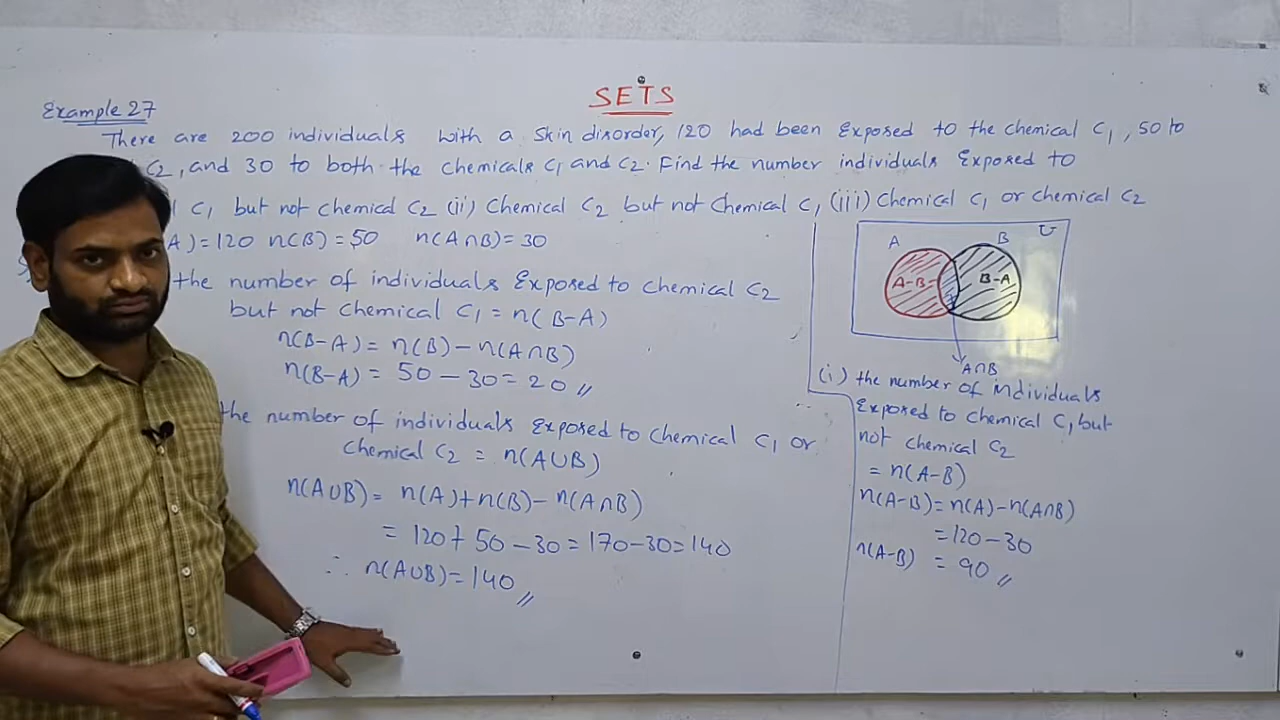 SETS
Example 27
There are 200 individuals with a skin disorder, 120 had been exposed to the chemical C1, 50 to
C2, and 30 to both the chemicals C1 and C2. Find the number individuals Exposed to
C1 but not chemical C2 (ii) Chemical C2 but not chemical C1 (iii) Chemical C1 or chemical C2
A) = 120 n(B) = 50 n(A∩B) = 30
the number of individuals Exposed to chemical C2
but not chemical C1 = n(B-A)
n(B-A) = n(B) - n(A∩B)
n(B-A) = 50 - 30 = 20 //
the number of individuals Exposed to chemical C1 or
chemical C2 = n(A∪B)
n(A∪B) = n(A)+n(B)- n(A∩B)
= 120 + 50 - 30 = 170-30 = 140
∴ n(A∪B) = 140 //
A B U
A-B B-A
A∩B
(i) the number of individuals
Exposed to chemical C1 but
not chemical C2
= n(A-B)
n(A-B) = n(A)-n(A∩B)
= 120 - 30
n(A-B) = 90 //